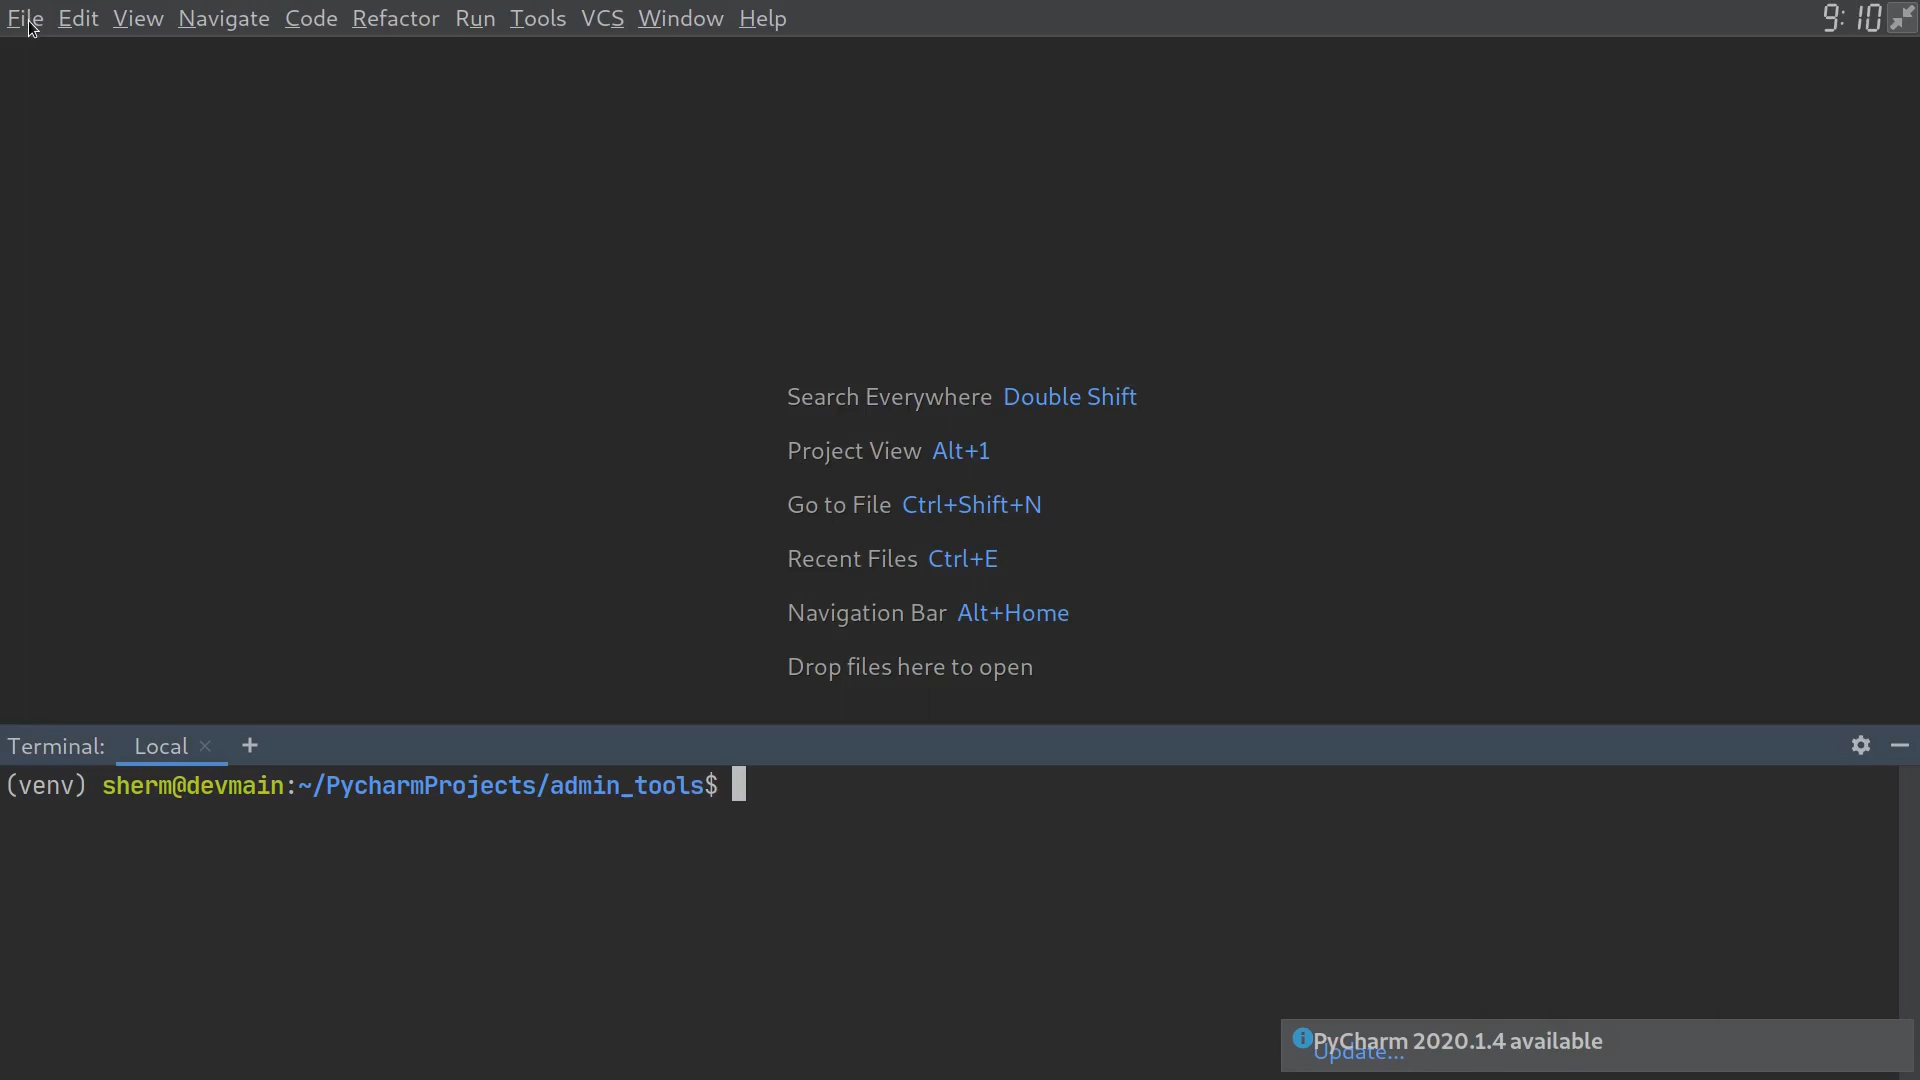 File Edit View Navigate Code Refactor Run Tools VCS Window Help 9:10
Search Everywhere Double Shift
Project View Alt+1
Go to File Ctrl+Shift+N
Recent Files Ctrl+E
Navigation Bar Alt+Home
Drop files here to open
Terminal: Local × +
(venv) sherm@devmain:~/PycharmProjects/admin_tools$
PyCharm 2020.1.4 available
Update...